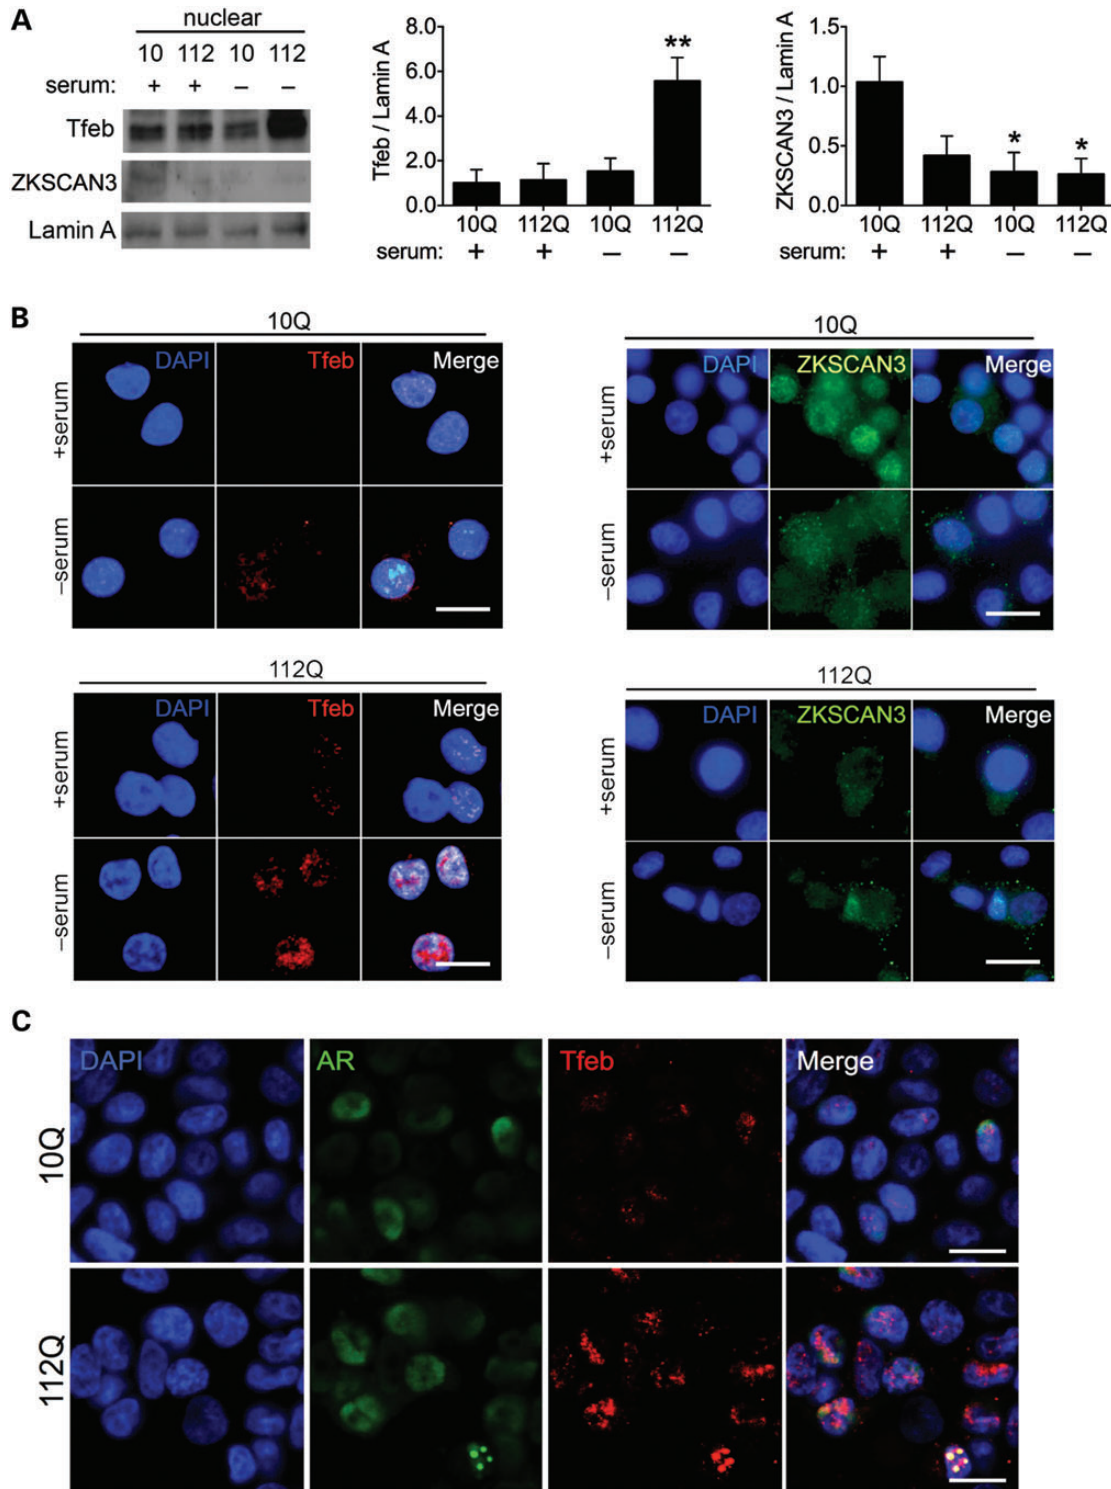 A
nuclear
10 112 10 112
serum: + + – –
Tfeb
ZKSCAN3
Lamin A
Tfeb / Lamin A
8.0
6.0
4.0
2.0
0.0
**
10Q 112Q 10Q 112Q
serum: + + – –
ZKSCAN3 / Lamin A
1.5
1.0
0.5
0.0
* *
10Q 112Q 10Q 112Q
serum: + + – –
B
10Q
DAPI Tfeb Merge
+serum
–serum
10Q
DAPI ZKSCAN3 Merge
+serum
–serum
112Q
DAPI Tfeb Merge
+serum
–serum
112Q
DAPI ZKSCAN3 Merge
+serum
–serum
C
DAPI AR Tfeb Merge
10Q
112Q